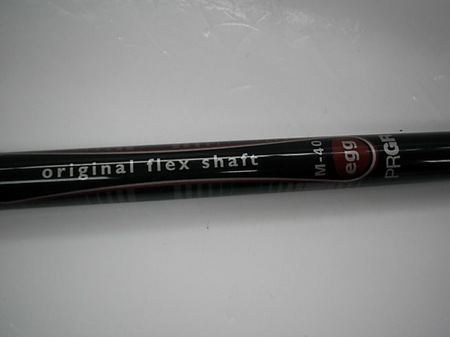 original flex shaft
M-40
egg
PRGR